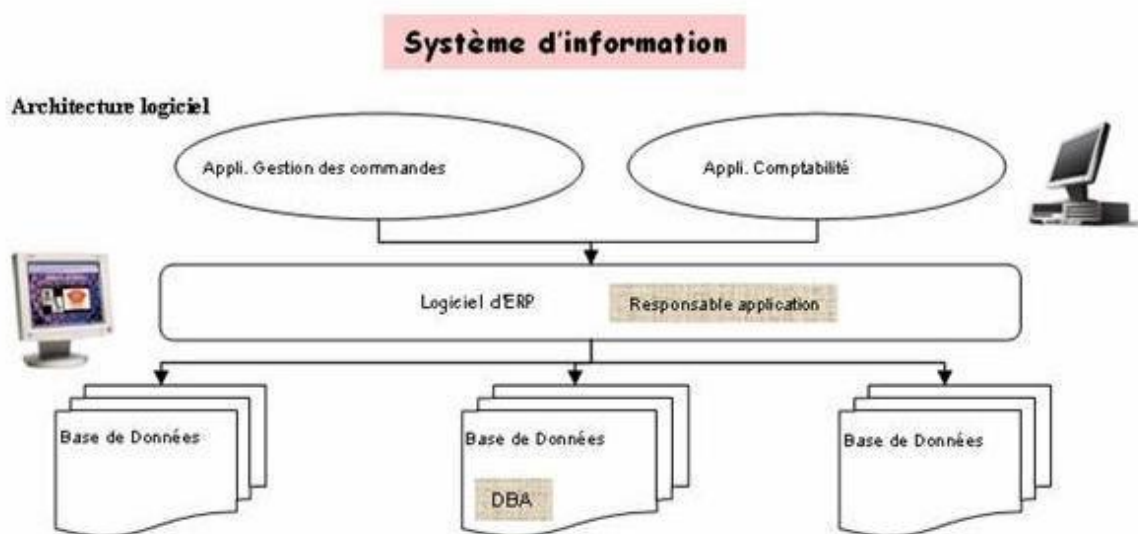 Système d'information
Architecture logiciel
Appli. Gestion des commandes
Appli. Comptabilité
Logiciel d'ERP
Responsable application
Base de Données
Base de Données
Base de Données
DBA